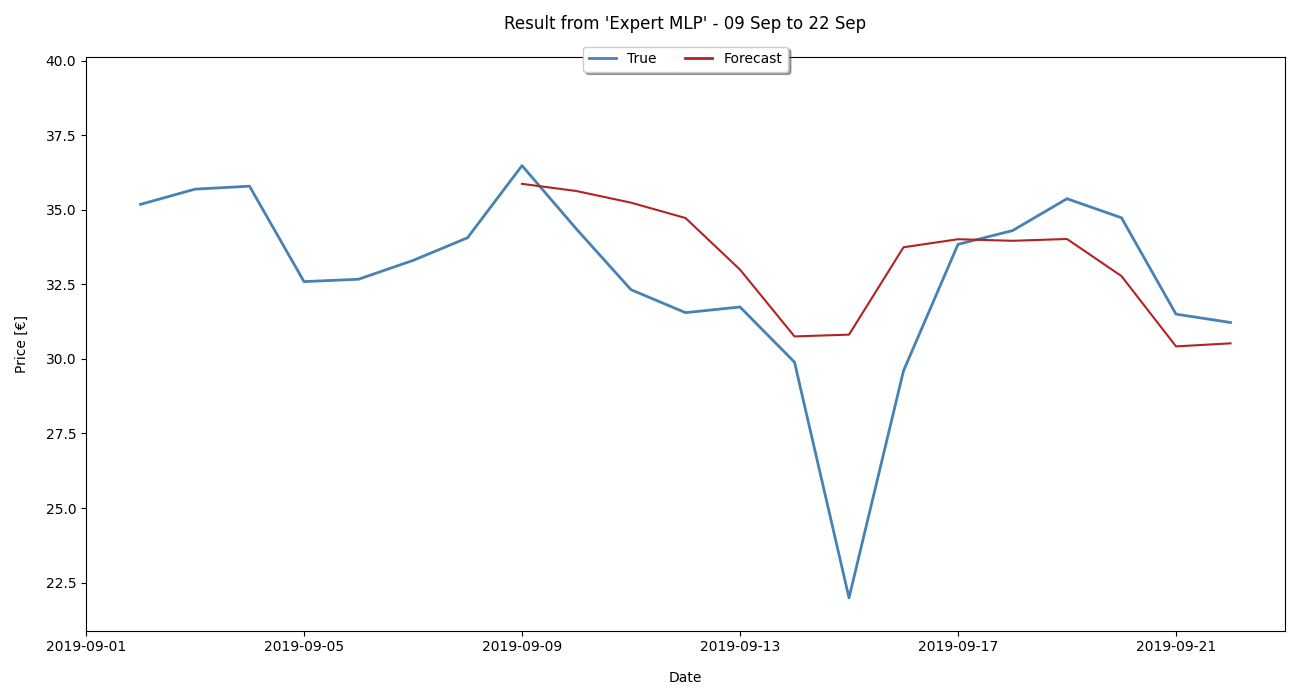 Result from 'Expert MLP' - 09 Sep to 22 Sep
True Forecast
40.0
37.5
35.0
32.5
30.0
27.5
25.0
22.5
Price [€]
2019-09-01 2019-09-05 2019-09-09 2019-09-13 2019-09-17 2019-09-21
Date